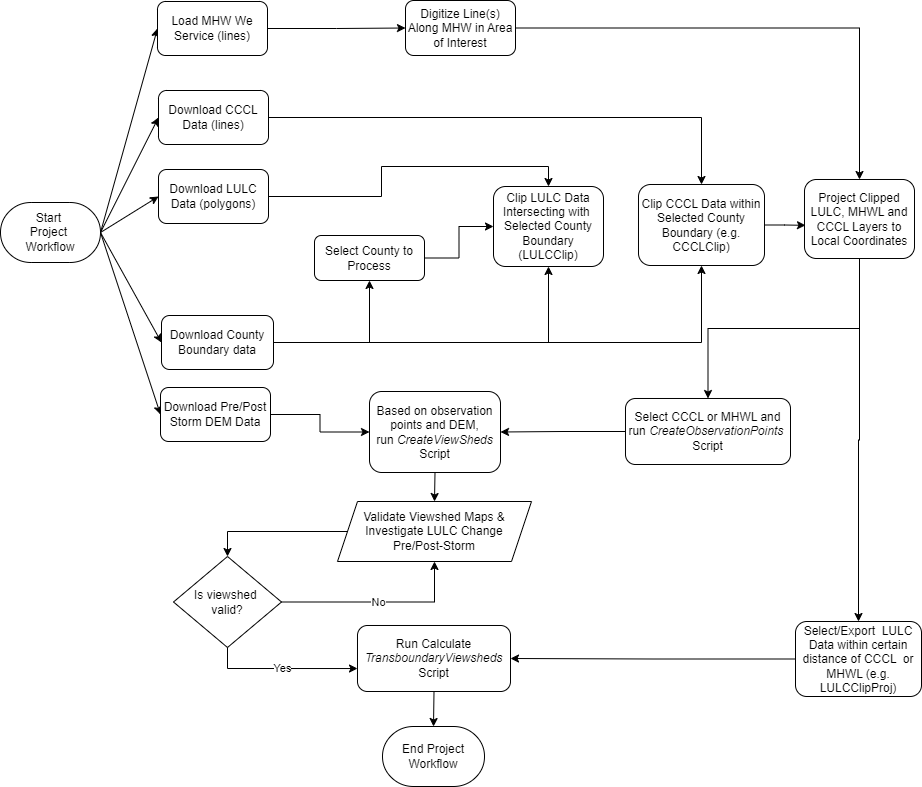 Load MHW We
Service (lines)
Digitize Line(s)
Along MHW in Area
of Interest
Download CCCL
Data (lines)
Download LULC
Data (polygons)
Clip LULC Data
Intersecting with
Selected County
Boundary
(LULCClip)
Clip CCCL Data within
Selected County
Boundary (e.g.
CCCLClip)
Project Clipped
LULC, MHWL and
CCCL Layers to
Local Coordinates
Start
Project
Workflow
Select County to
Process
Download County
Boundary data
Download Pre/Post
Storm DEM Data
Based on observation
points and DEM,
run CreateViewSheds
Script
Select CCCL or MHWL and
run CreateObservationPoints
Script
Validate Viewshed Maps &
Investigate LULC Change
Pre/Post-Storm
Is viewshed
valid?
No
Yes
Run Calculate
TransboundaryViewsheds
Script
Select/Export LULC
Data within certain
distance of CCCL or
MHWL (e.g.
LULCClipProj)
End Project
Workflow